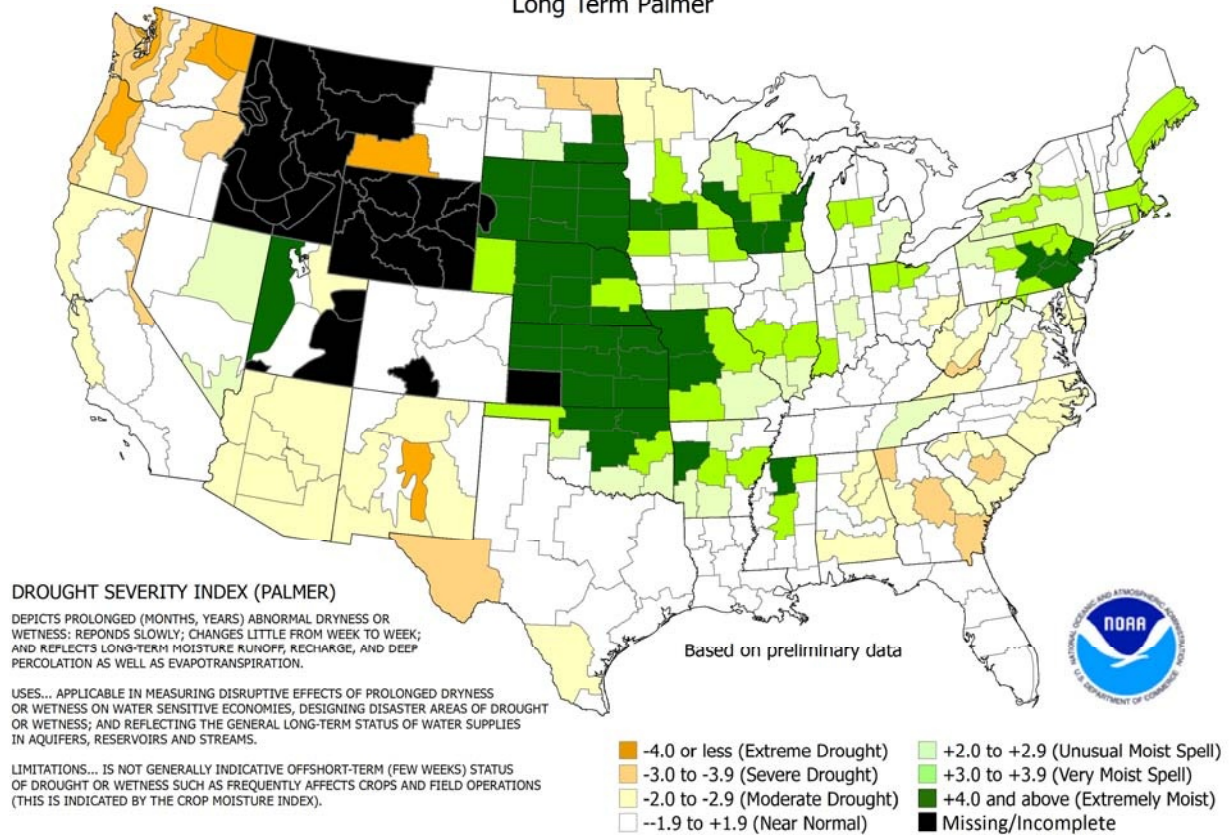 Long Term Palmer
DROUGHT SEVERITY INDEX (PALMER)
DEPICTS PROLONGED (MONTHS, YEARS) ABNORMAL DRYNESS OR
WETNESS: REPONDS SLOWLY; CHANGES LITTLE FROM WEEK TO WEEK;
AND REFLECTS LONG-TERM MOISTURE RUNOFF, RECHARGE, AND DEEP
PERCOLATION AS WELL AS EVAPOTRANSPIRATION.
USES... APPLICABLE IN MEASURING DISRUPTIVE EFFECTS OF PROLONGED DRYNESS
OR WETNESS ON WATER SENSITIVE ECONOMIES, DESIGNING DISASTER AREAS OF DROUGHT
OR WETNESS; AND REFLECTING THE GENERAL LONG-TERM STATUS OF WATER SUPPLIES
IN AQUIFERS, RESERVOIRS AND STREAMS.
LIMITATIONS... IS NOT GENERALLY INDICATIVE OFFSHORT-TERM (FEW WEEKS) STATUS
OF DROUGHT OR WETNESS SUCH AS FREQUENTLY AFFECTS CROPS AND FIELD OPERATIONS
(THIS IS INDICATED BY THE CROP MOISTURE INDEX).
Based on preliminary data
NATIONAL OCEANIC AND ATMOSPHERIC ADMINISTRATION
NOAA
U.S. DEPARTMENT OF COMMERCE
-4.0 or less (Extreme Drought)
-3.0 to -3.9 (Severe Drought)
-2.0 to -2.9 (Moderate Drought)
--1.9 to +1.9 (Near Normal)
+2.0 to +2.9 (Unusual Moist Spell)
+3.0 to +3.9 (Very Moist Spell)
+4.0 and above (Extremely Moist)
Missing/Incomplete